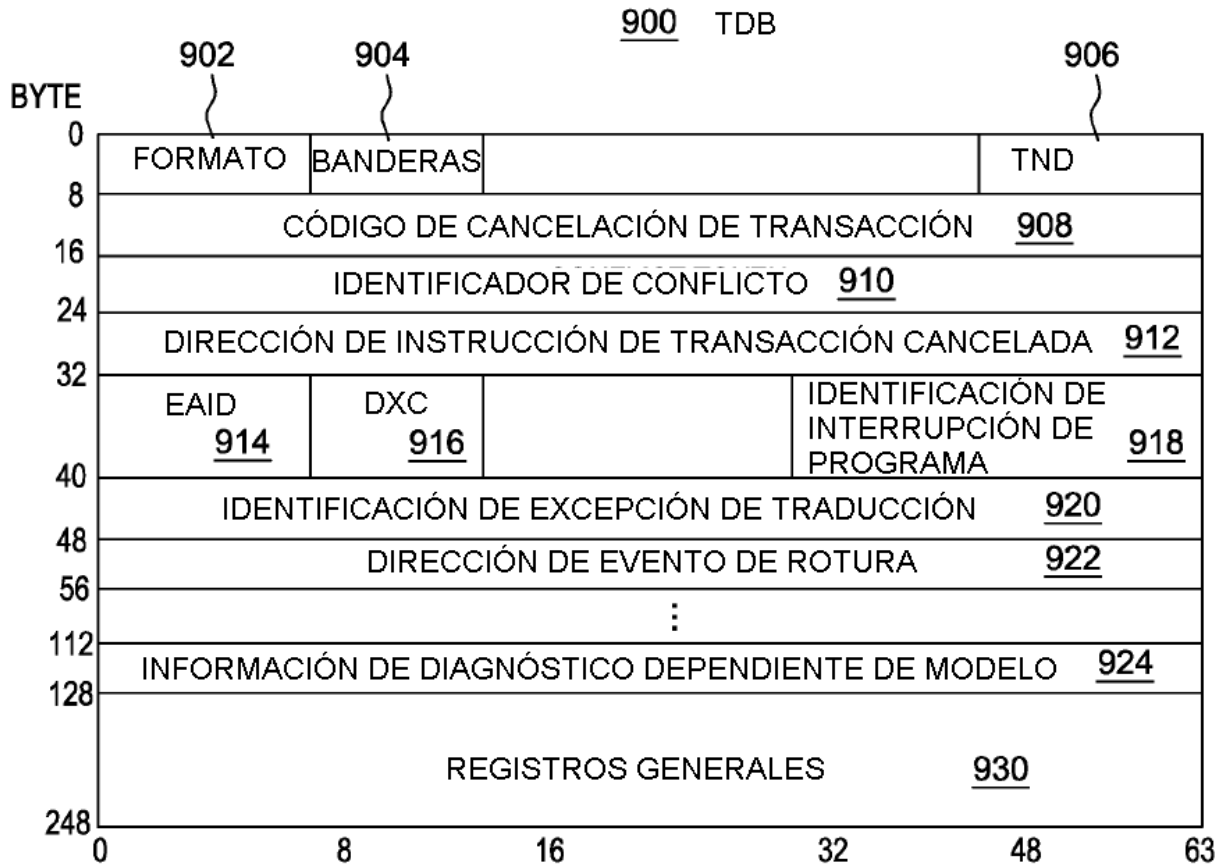 900 TDB
902 904 906
BYTE
0
FORMATO BANDERAS TND
8
CÓDIGO DE CANCELACIÓN DE TRANSACCIÓN 908
16
IDENTIFICADOR DE CONFLICTO 910
24
DIRECCIÓN DE INSTRUCCIÓN DE TRANSACCIÓN CANCELADA 912
32
EAID 914
DXC 916
IDENTIFICACIÓN DE
INTERRUPCIÓN DE
PROGRAMA 918
40
IDENTIFICACIÓN DE EXCEPCIÓN DE TRADUCCIÓN 920
48
DIRECCIÓN DE EVENTO DE ROTURA 922
56
⋮
112
INFORMACIÓN DE DIAGNÓSTICO DEPENDIENTE DE MODELO 924
128
REGISTROS GENERALES 930
248
0 8 16 32 48 63